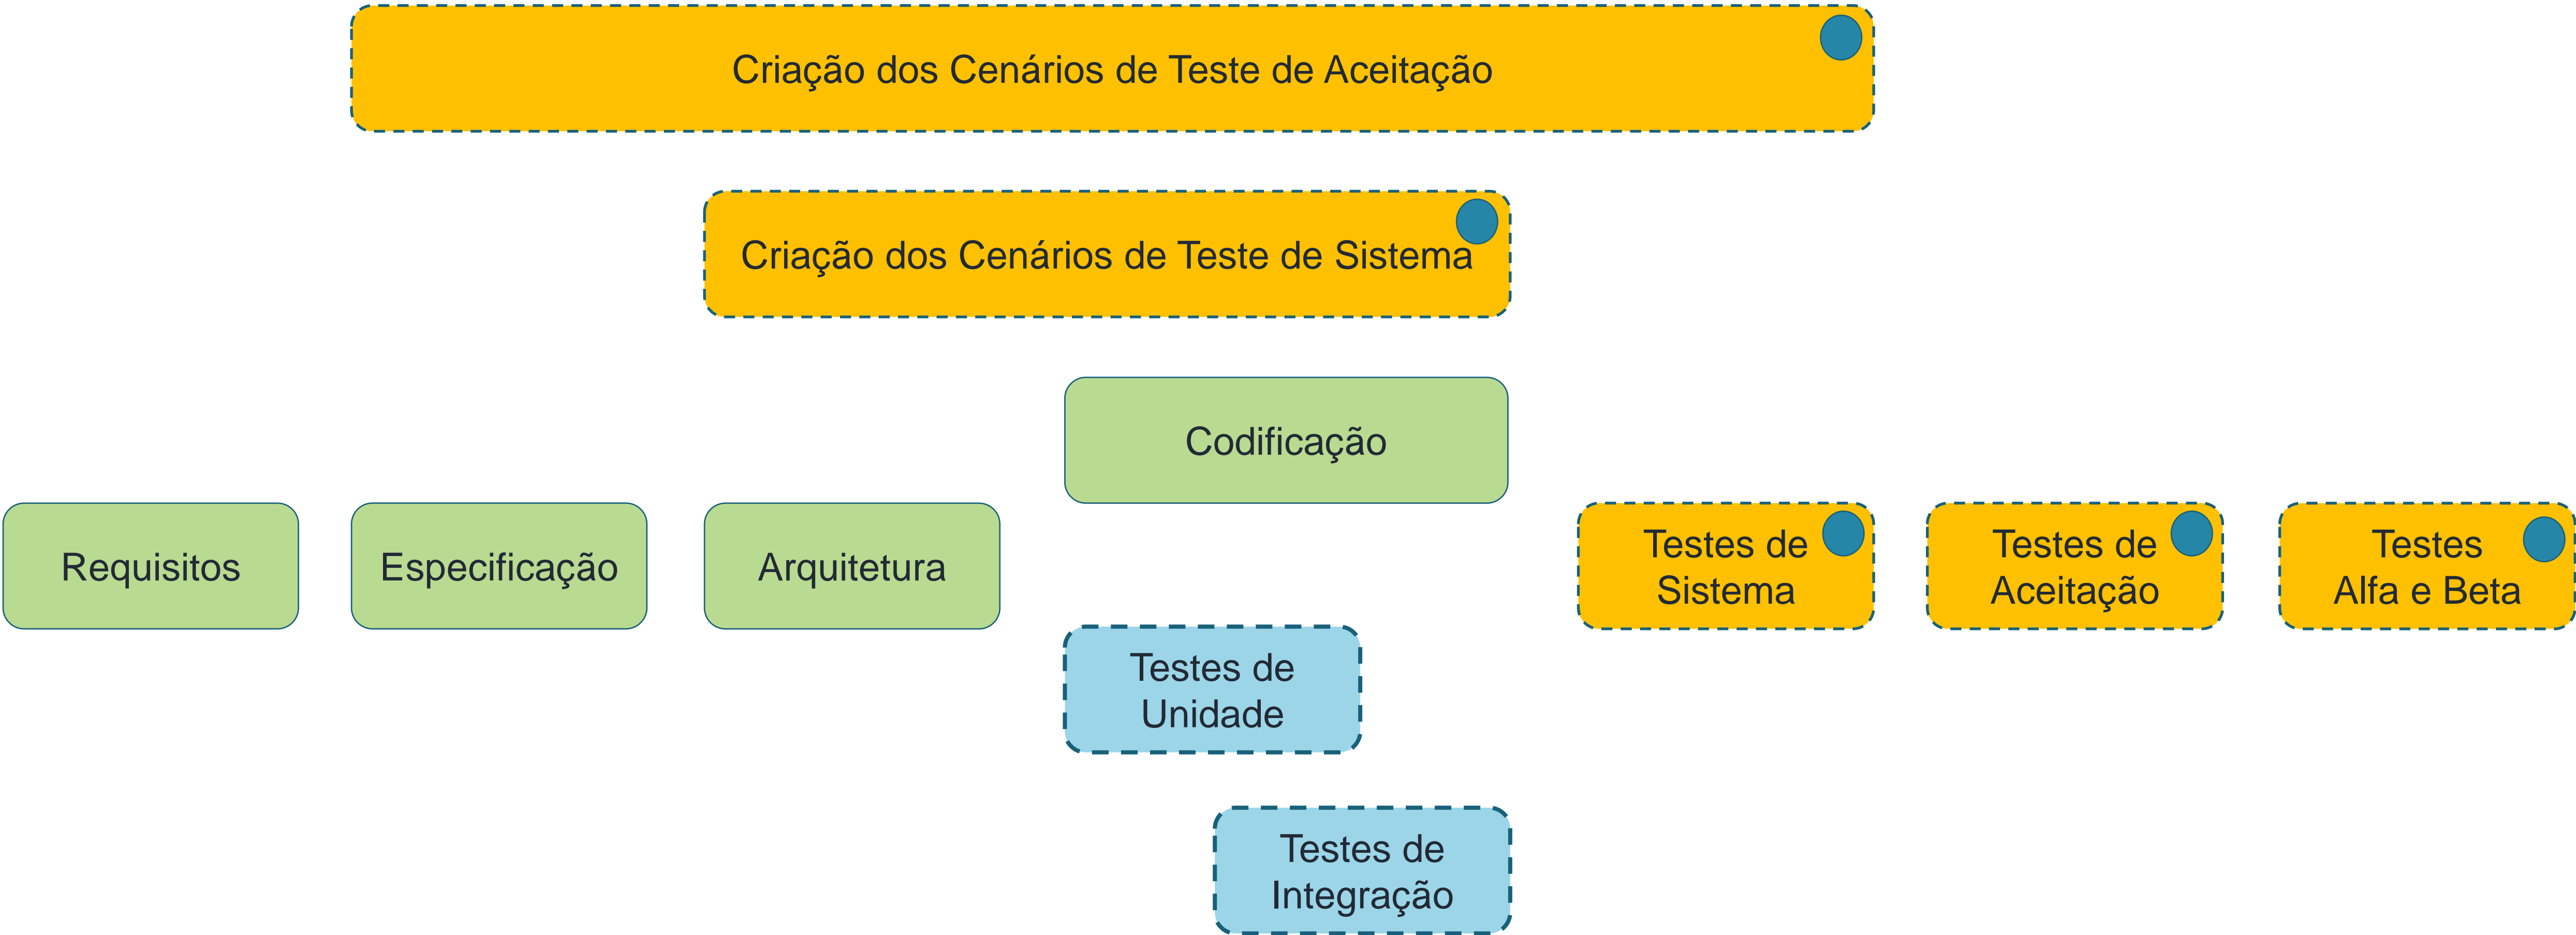 Criação dos Cenários de Teste de Aceitação
Criação dos Cenários de Teste de Sistema
Codificação
Requisitos
Especificação
Arquitetura
Testes de
Sistema
Testes de
Aceitação
Testes
Alfa e Beta
Testes de
Unidade
Testes de
Integração